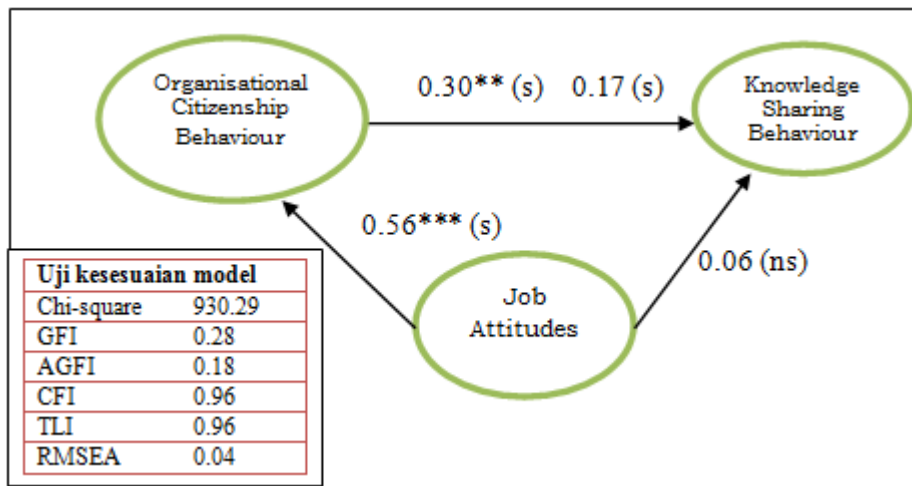 Organisational
Citizenship
Behaviour
0.30** (s) 0.17 (s)
Knowledge
Sharing
Behaviour
0.56*** (s)
0.06 (ns)
Job
Attitudes
Uji kesesuaian model
Chi-square 930.29
GFI 0.28
AGFI 0.18
CFI 0.96
TLI 0.96
RMSEA 0.04